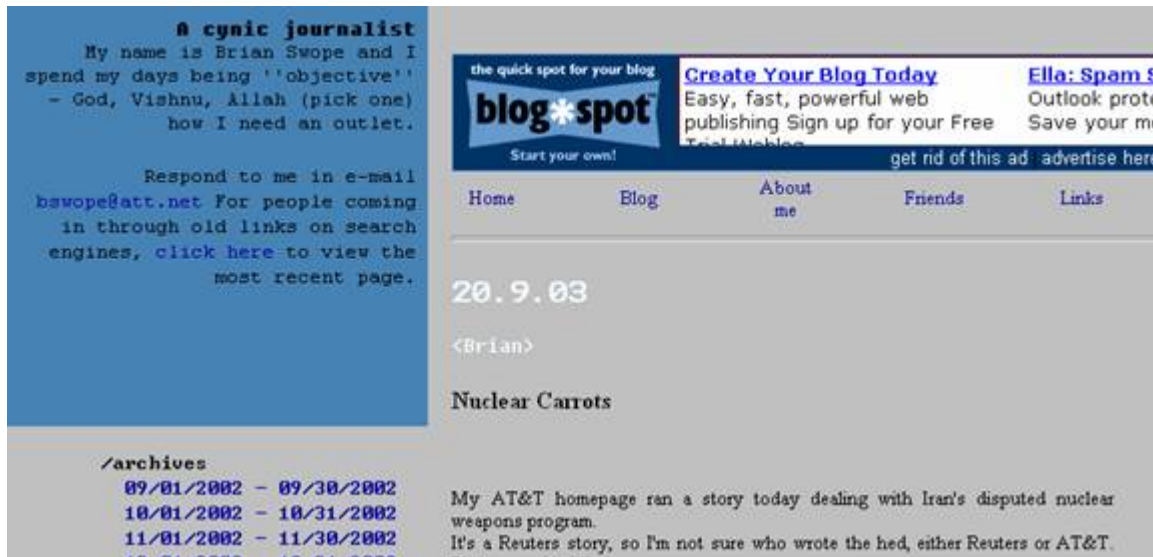 A cynic journalist
My name is Brian Swope and I
spend my days being ''objective''
- God, Vishnu, Allah (pick one)
how I need an outlet.
Respond to me in e-mail
bswope@att.net For people coming
in through old links on search
engines, click here to view the
most recent page.
/archives
09/01/2002 - 09/30/2002
10/01/2002 - 10/31/2002
11/01/2002 - 11/30/2002
the quick spot for your blog
blog*spot™
Start your own!
Create Your Blog Today
Easy, fast, powerful web
publishing Sign up for your Free
Trial Weblog
Ella: Spam S
Outlook prote
Save your m
get rid of this ad advertise here
Home Blog About me Friends Links
20.9.03
<Brian>
Nuclear Carrots
My AT&T homepage ran a story today dealing with Iran's disputed nuclear
weapons program.
It's a Reuters story, so I'm not sure who wrote the hed, either Reuters or AT&T.